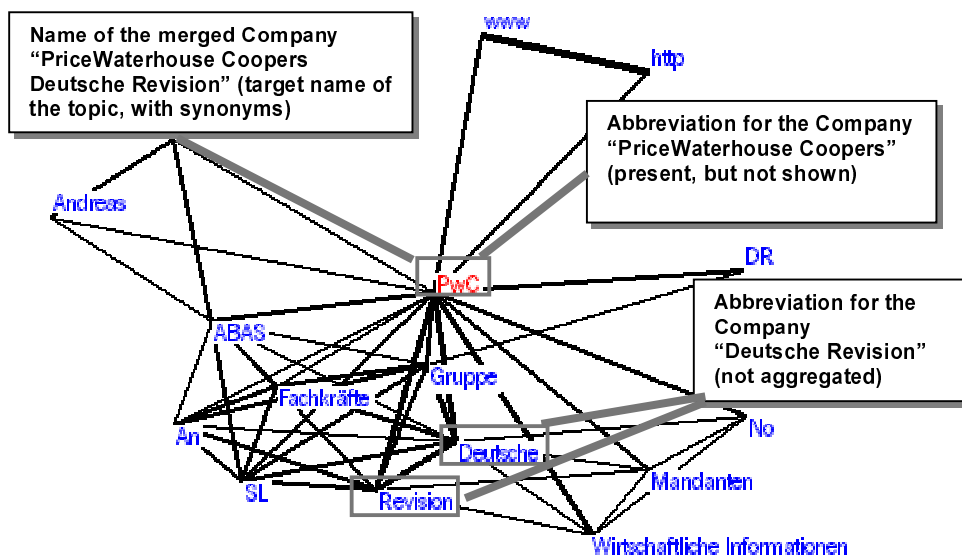 Name of the merged Company
“PriceWaterhouse Coopers
Deutsche Revision” (target name of
the topic, with synonyms)
www
http
Abbreviation for the Company
“PriceWaterhouse Coopers”
(present, but not shown)
Andreas
DR
PwC
Abbreviation for the
Company
“Deutsche Revision”
(not aggregated)
ABAS
Gruppe
Fachkräfte
An
No
Deutsche
Mandanten
SL
Revision
Wirtschaftliche Informationen